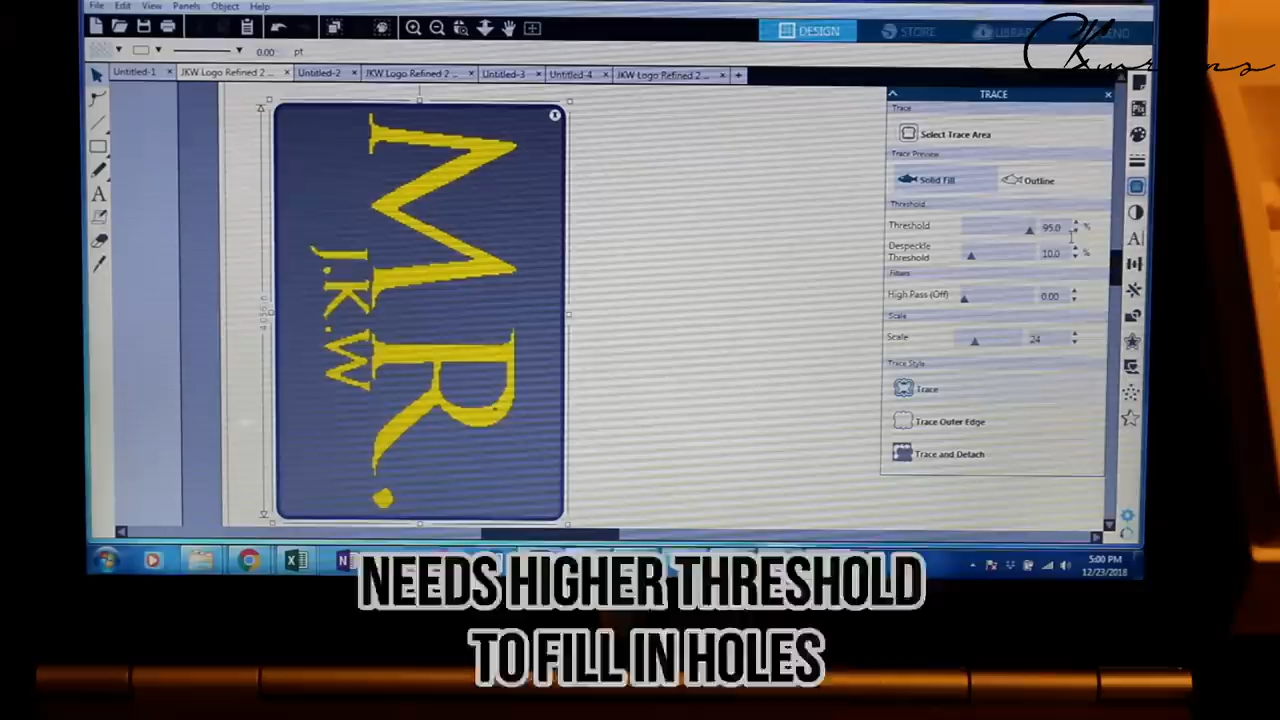 File Edit View Panels Object Help
DESIGN STORE
0.00 pt
Untitled-1 JKW Logo Refined 2 ... Untitled-2 JKW Logo Refined 2 ... Untitled-3 Untitled-4 JKW Logo Refined 2 ...
MR.
J.K.W
TRACE
Trace
Select Trace Area
Trace Preview
Solid Fill Outline
Threshold
Threshold 95.0 %
Despeckle Threshold 10.0 %
Filters
High Pass (Off) 0.00
Scale
Scale 24
Trace Style
Trace
Trace Outer Edge
Trace and Detach
5:00 PM
12/23/2018
NEEDS HIGHER THRESHOLD
TO FILL IN HOLES